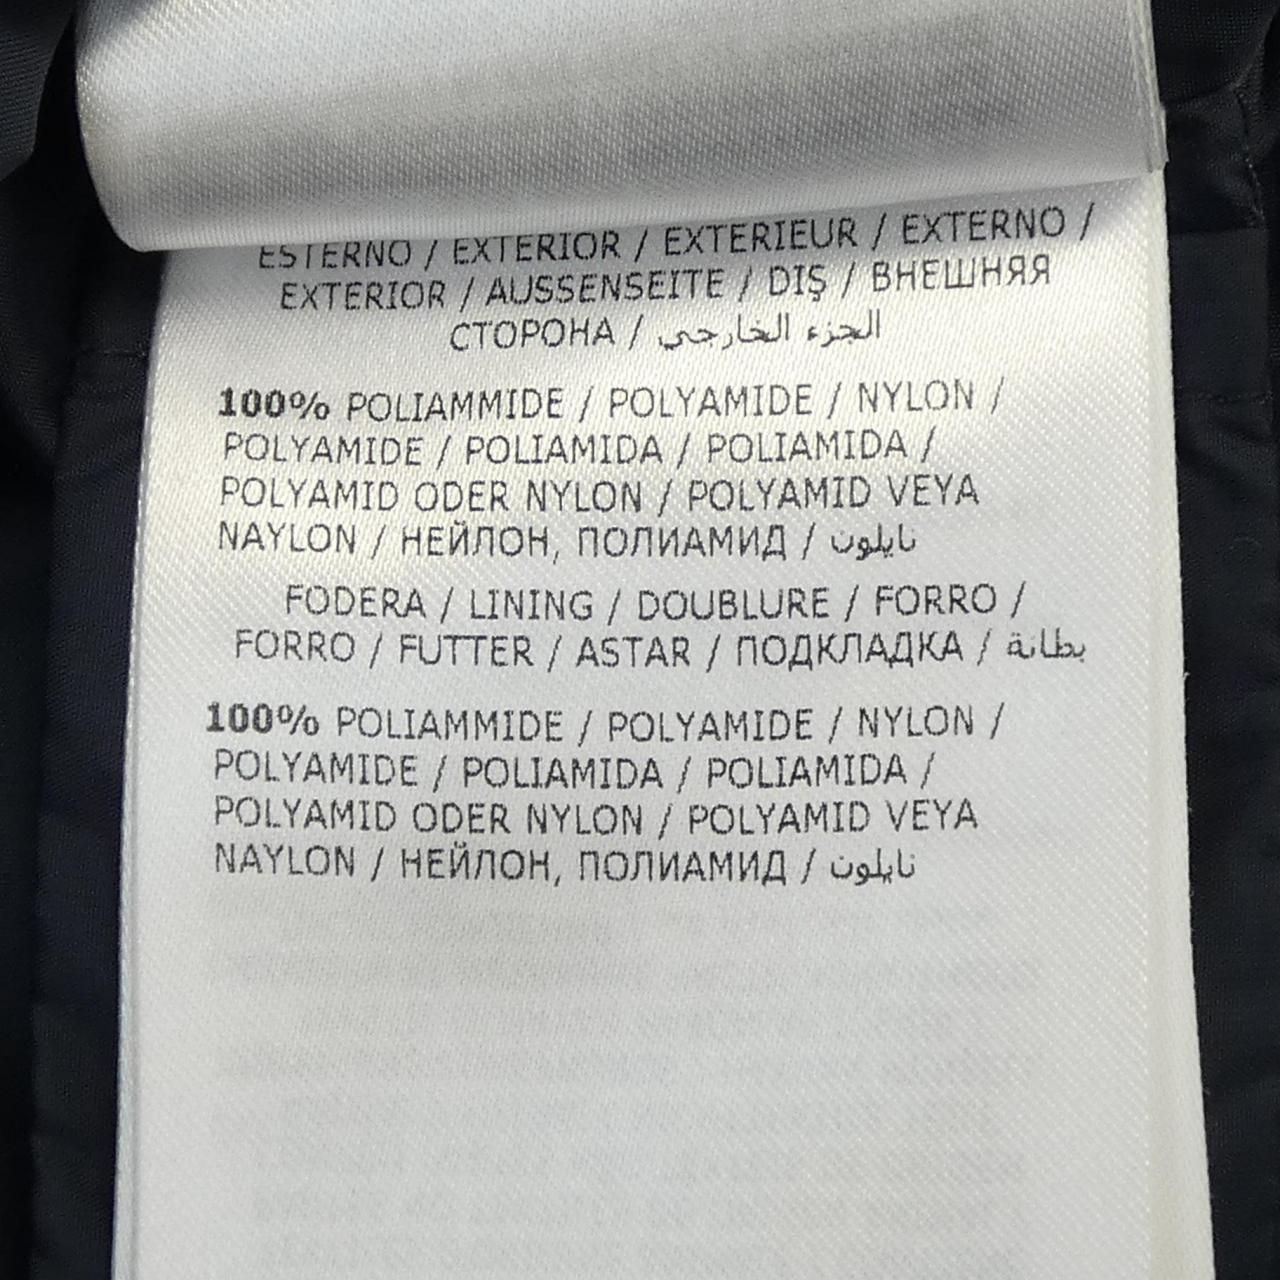 ESTERNO / EXTERIOR / EXTERIEUR / EXTERNO /
EXTERIOR / AUSSENSEITE / DIŞ / ВНЕШНЯЯ
СТОРОНА / الجزء الخارجي
100% POLIAMMIDE / POLYAMIDE / NYLON /
POLYAMIDE / POLIAMIDA / POLIAMIDA /
POLYAMID ODER NYLON / POLYAMID VEYA
NAYLON / НЕЙЛОН, ПОЛИАМИД / نايلون
FODERA / LINING / DOUBLURE / FORRO /
FORRO / FUTTER / ASTAR / ПОДКЛАДКА / بطانة
100% POLIAMMIDE / POLYAMIDE / NYLON /
POLYAMIDE / POLIAMIDA / POLIAMIDA /
POLYAMID ODER NYLON / POLYAMID VEYA
NAYLON / НЕЙЛОН, ПОЛИАМИД / نايلون